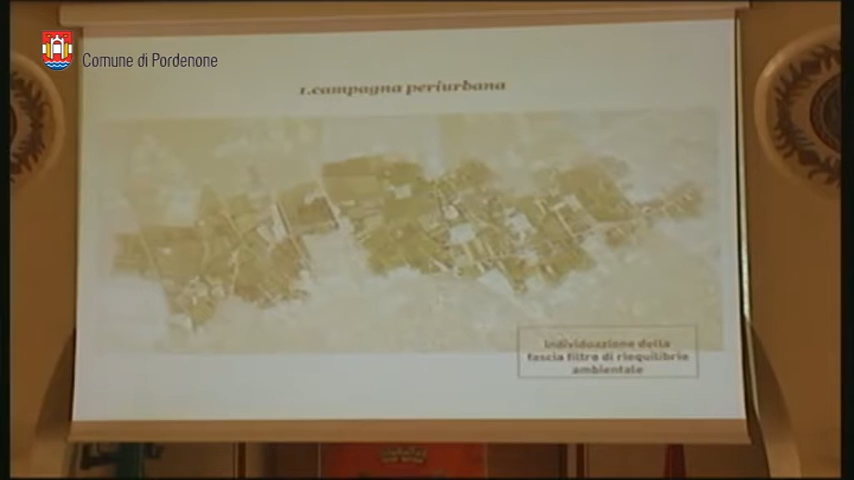 Comune di Pordenone
1.campagna periurbana
Individuazione della
fascia filtro di riequilibrio
ambientale